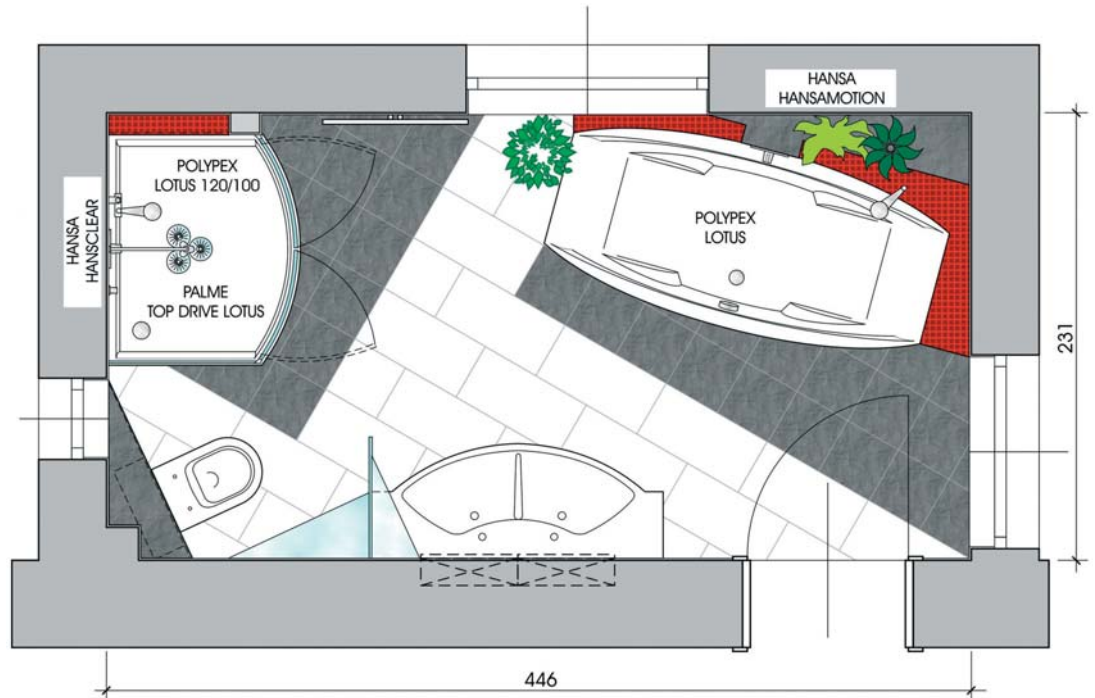 HANSA
HANSAMOTION
POLYPEX
LOTUS 120/100
HANSA
HANSCLEAR
PALME
TOP DRIVE LOTUS
POLYPEX
LOTUS
231
446